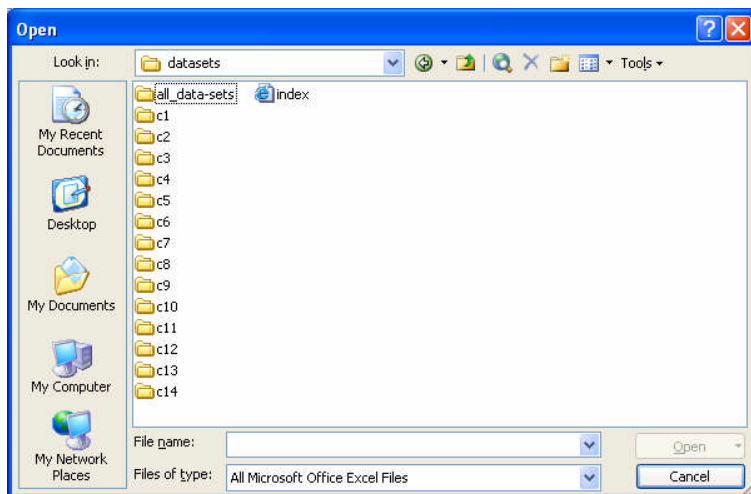 Open
Look in:
datasets
Tools
My Recent
Documents
Desktop
My Documents
My Computer
My Network
Places
all_data-sets
c1
c2
c3
c4
c5
c6
c7
c8
c9
c10
c11
c12
c13
c14
index
File name:
Open
Files of type:
All Microsoft Office Excel Files
Cancel